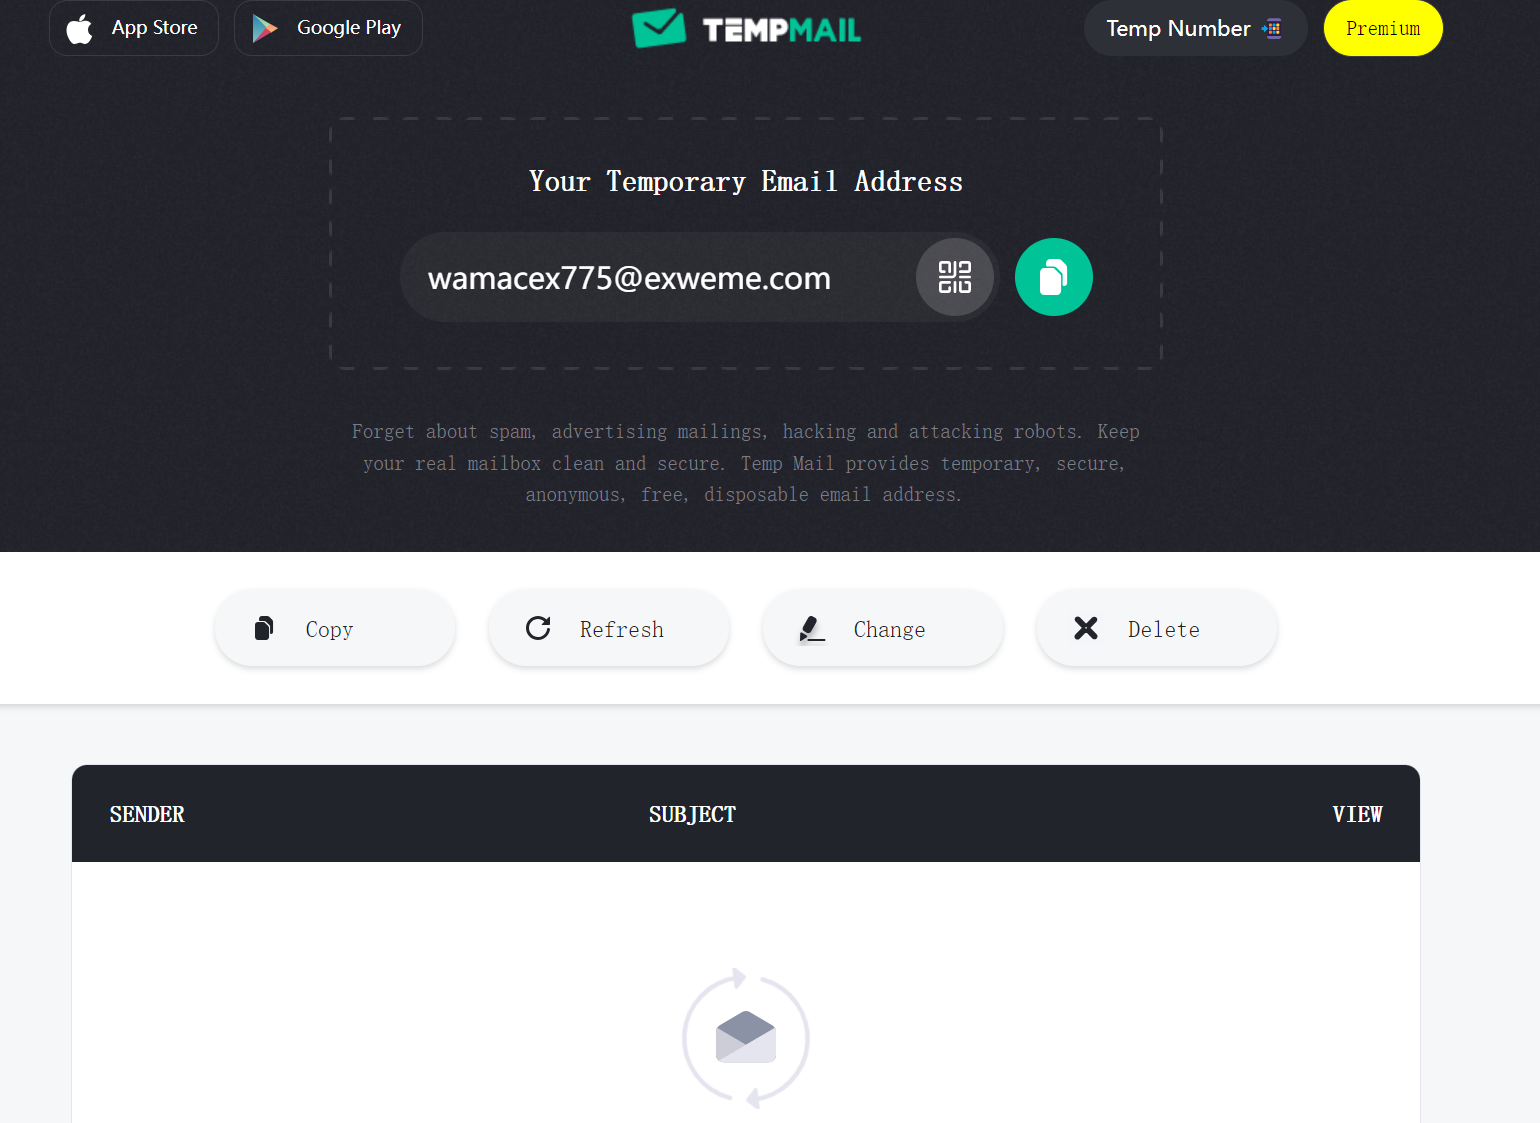 App Store
Google Play
TEMPMAIL
Temp Number
Premium
Your Temporary Email Address
wamacex775@exweme.com
Forget about spam, advertising mailings, hacking and attacking robots. Keep
your real mailbox clean and secure. Temp Mail provides temporary, secure,
anonymous, free, disposable email address.
Copy
Refresh
Change
Delete
SENDER
SUBJECT
VIEW